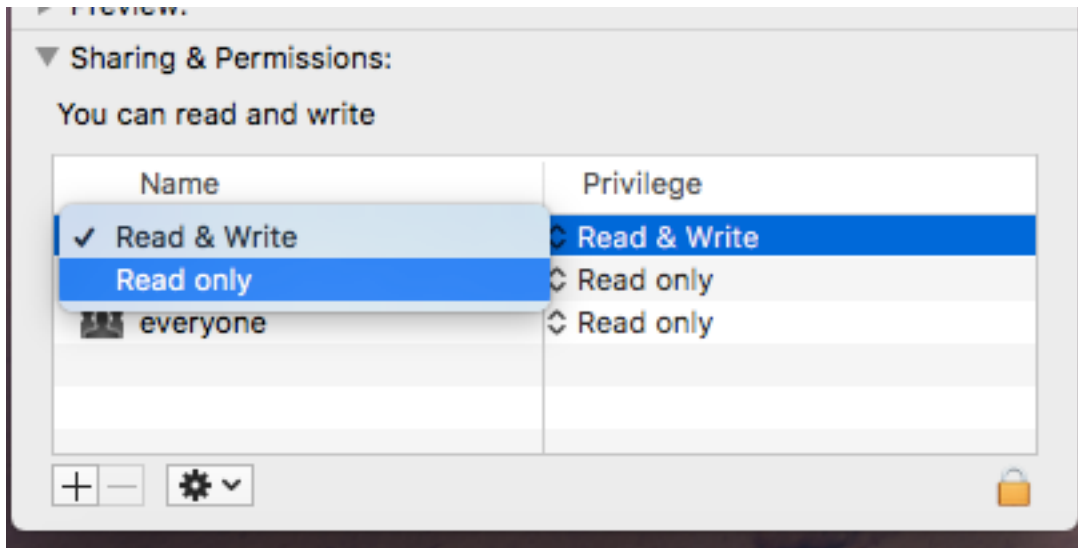 Preview:
Sharing & Permissions:
You can read and write
Name Privilege
✓ Read & Write Read & Write
Read only Read only
everyone Read only